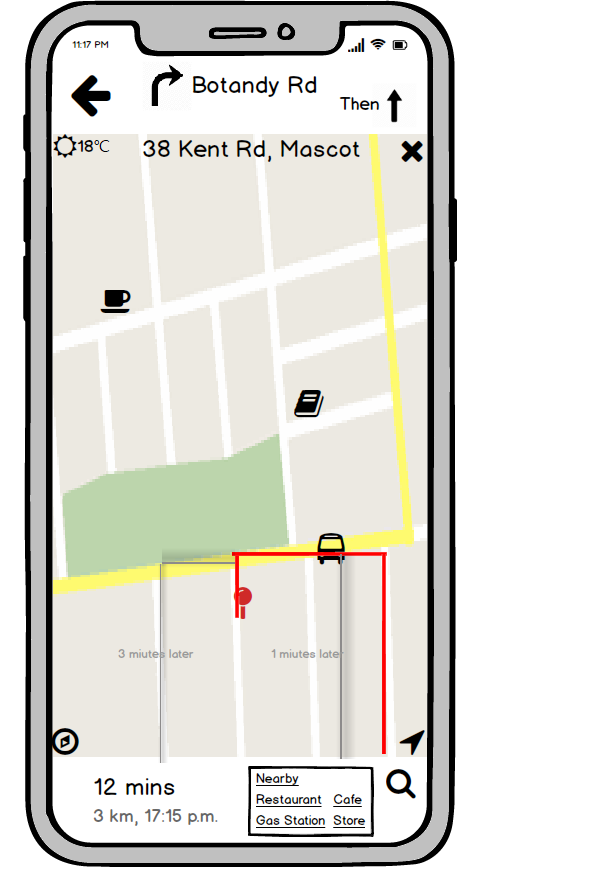 11:17 PM
Botandy Rd
Then
18℃
38 Kent Rd, Mascot
3 miutes later
1 miutes later
12 mins
3 km, 17:15 p.m.
Nearby
Restaurant Cafe
Gas Station Store